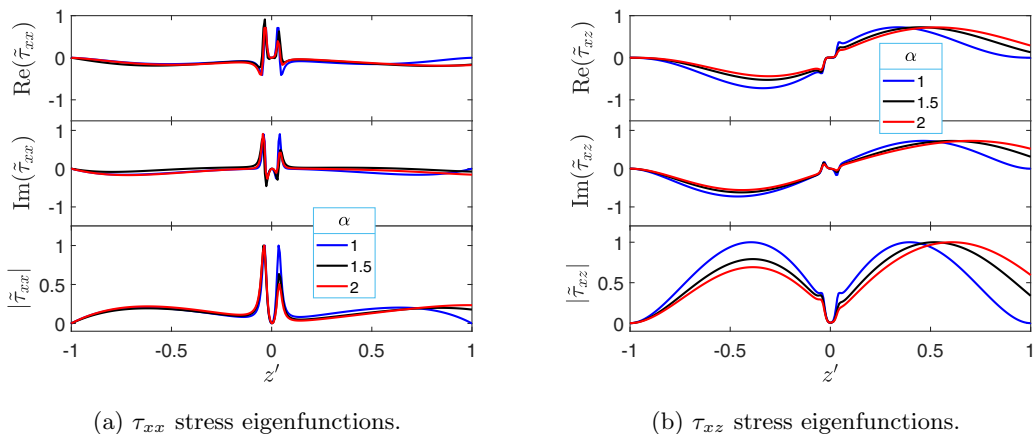 1
0
-1
Re(τ̃xx)
1
0
-1
Im(τ̃xx)
α
1
1.5
2
1
0.5
0
|τ̃xx|
-1
-0.5
0
0.5
1
z′
(a) τxx stress eigenfunctions.
1
0
-1
Re(τ̃xz)
α
1
1.5
2
1
0
-1
Im(τ̃xz)
1
0.5
0
|τ̃xz|
-1
-0.5
0
0.5
1
z′
(b) τxz stress eigenfunctions.